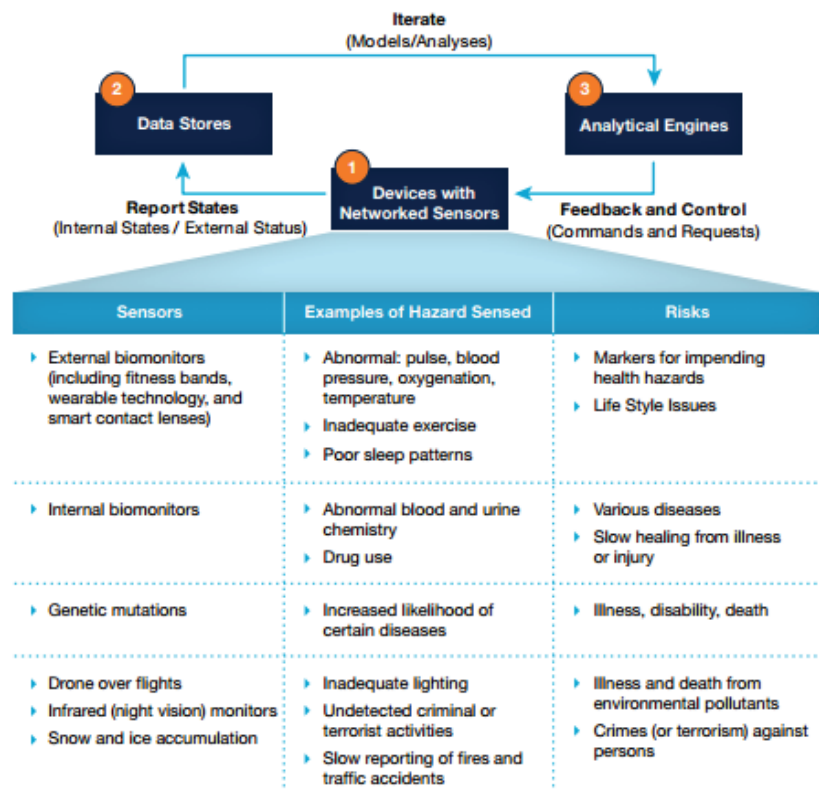 Iterate
(Models/Analyses)
2
Data Stores
3
Analytical Engines
1
Devices with
Networked Sensors
Report States
(Internal States / External Status)
Feedback and Control
(Commands and Requests)
Sensors
Examples of Hazard Sensed
Risks
External biomonitors
(including fitness bands,
wearable technology, and
smart contact lenses)
Abnormal: pulse, blood
pressure, oxygenation,
temperature
Inadequate exercise
Poor sleep patterns
Markers for impending
health hazards
Life Style Issues
Internal biomonitors
Abnormal blood and urine
chemistry
Drug use
Various diseases
Slow healing from illness
or injury
Genetic mutations
Increased likelihood of
certain diseases
Illness, disability, death
Drone over flights
Infrared (night vision) monitors
Snow and ice accumulation
Inadequate lighting
Undetected criminal or
terrorist activities
Slow reporting of fires and
traffic accidents
Illness and death from
environmental pollutants
Crimes (or terrorism) against
persons